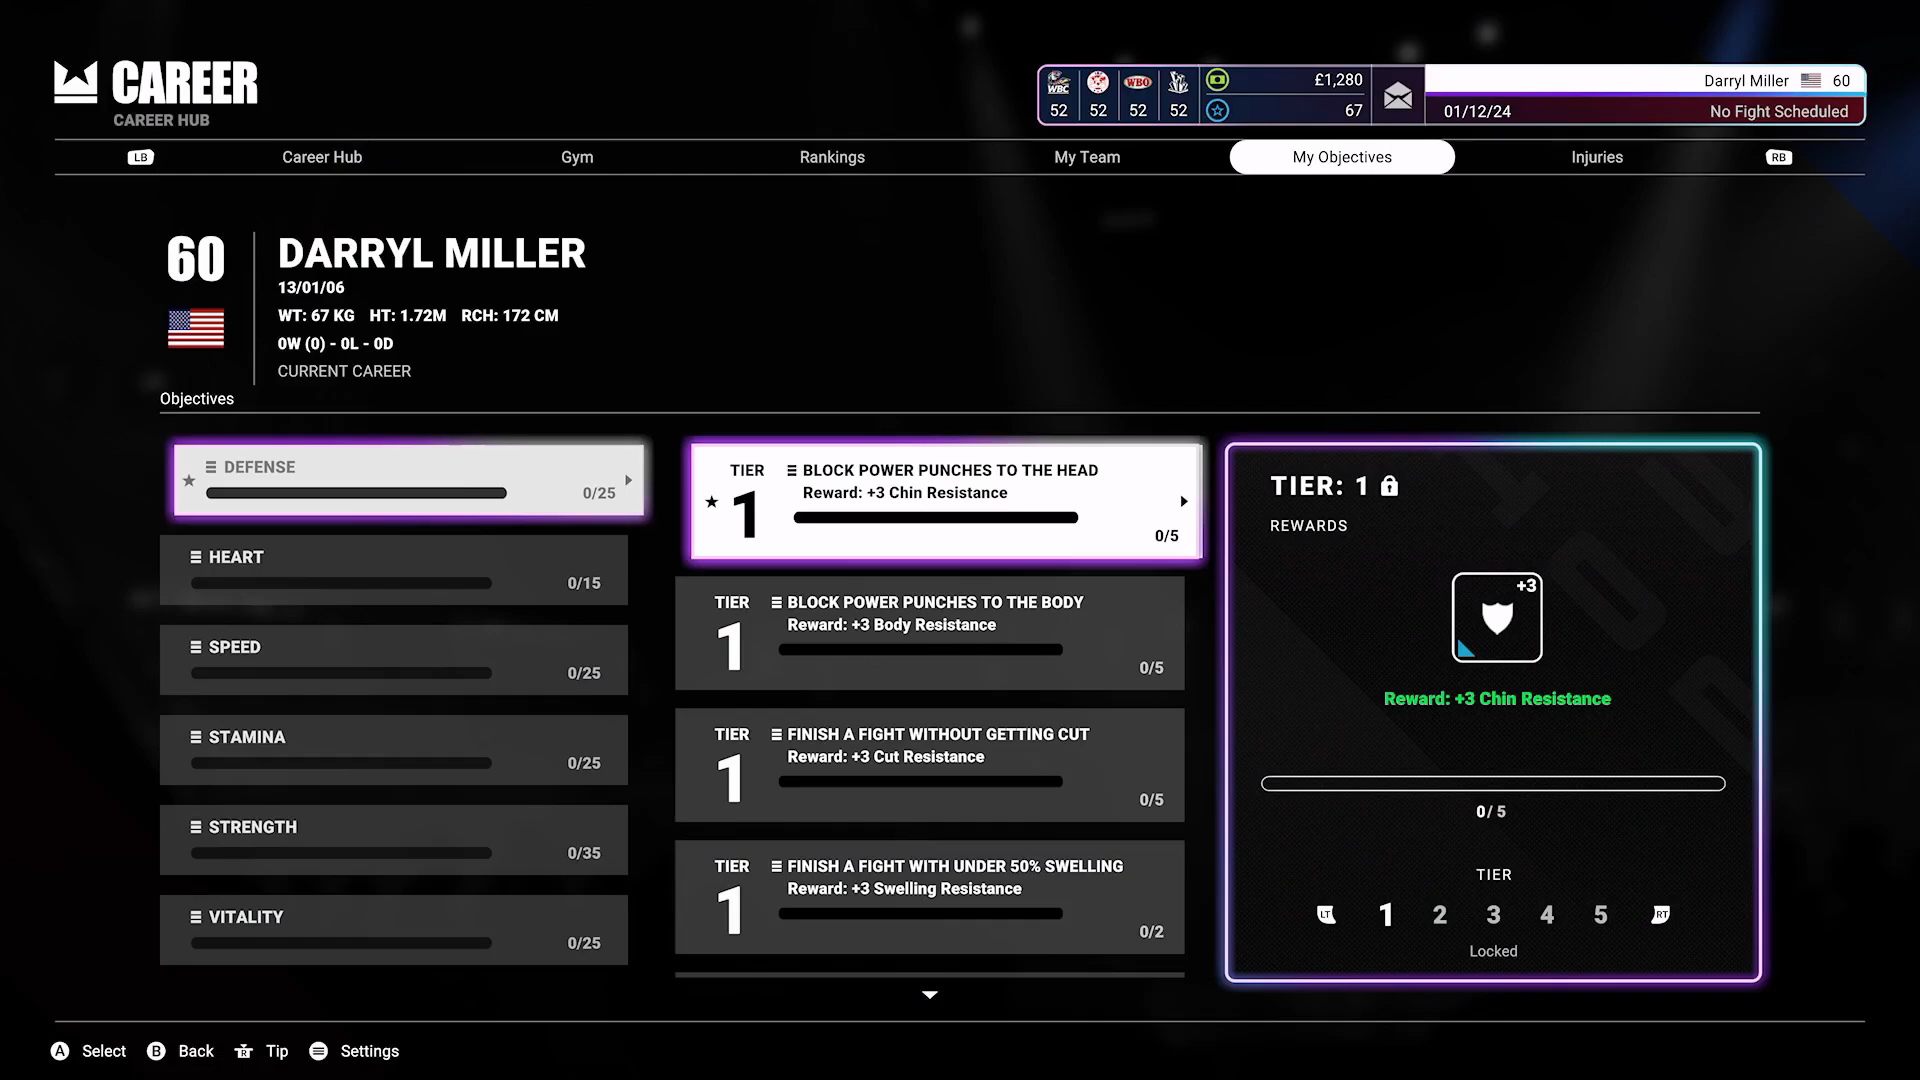 CAREER
CAREER HUB
WBC
WBO
52
52
52
52
£1,280
67
Darryl Miller 60
01/12/24 No Fight Scheduled
LB Career Hub Gym Rankings My Team My Objectives Injuries RB
60
DARRYL MILLER
13/01/06
WT: 67 KG HT: 1.72M RCH: 172 CM
0W (0) - 0L - 0D
CURRENT CAREER
Objectives
DEFENSE
0/25
HEART
0/15
SPEED
0/25
STAMINA
0/25
STRENGTH
0/35
VITALITY
0/25
TIER 1
BLOCK POWER PUNCHES TO THE HEAD
Reward: +3 Chin Resistance
0/5
TIER 1
BLOCK POWER PUNCHES TO THE BODY
Reward: +3 Body Resistance
0/5
TIER 1
FINISH A FIGHT WITHOUT GETTING CUT
Reward: +3 Cut Resistance
0/5
TIER 1
FINISH A FIGHT WITH UNDER 50% SWELLING
Reward: +3 Swelling Resistance
0/2
TIER: 1
REWARDS
+3
Reward: +3 Chin Resistance
0/ 5
TIER
LT 1 2 3 4 5 RT
Locked
A Select B Back R Tip Settings